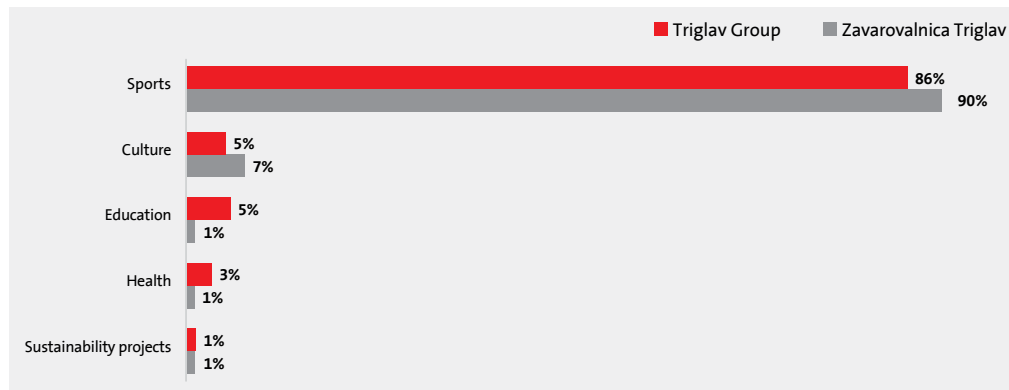 Triglav Group Zavarovalnica Triglav
Sports
86%
90%
Culture
5%
7%
Education
5%
1%
Health
3%
1%
Sustainability projects
1%
1%